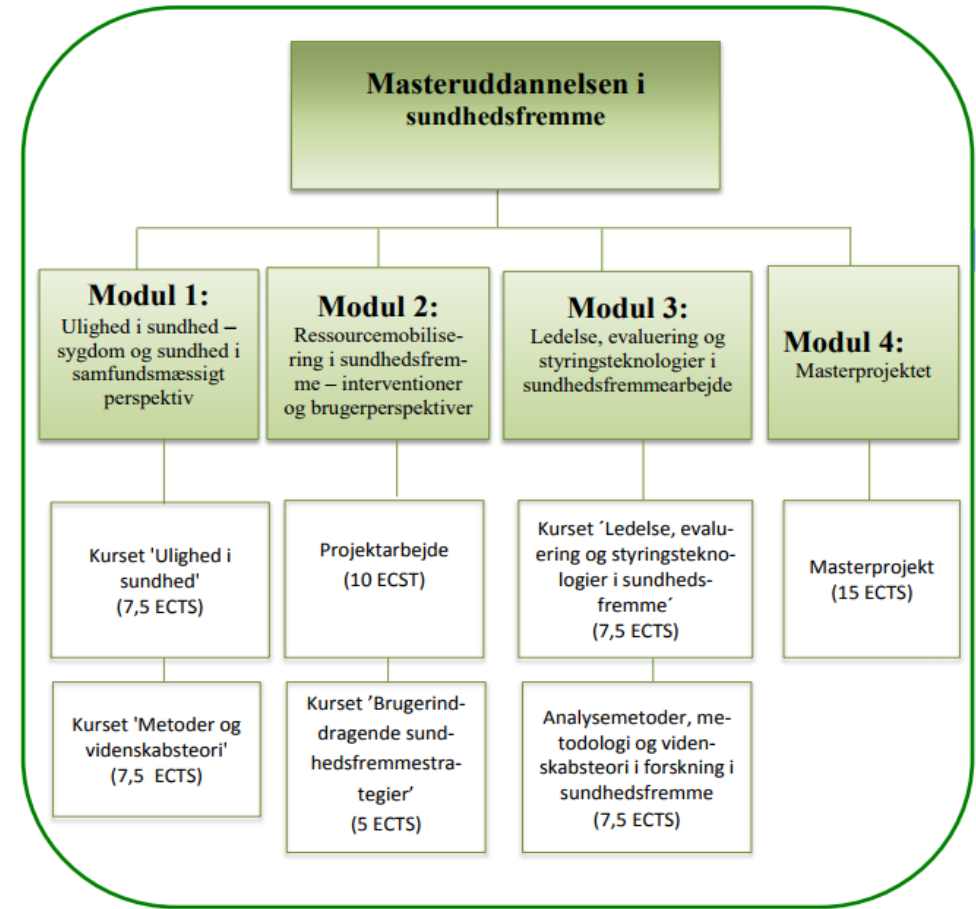 Masteruddannelsen i
sundhedsfremme
Modul 1:
Ulighed i sundhed –
sygdom og sundhed i
samfundsmæssigt
perspektiv
Modul 2:
Ressourcemobilise-
ring i sundhedsfrem-
me – interventioner
og brugerperspektiver
Modul 3:
Ledelse, evaluering og
styringsteknologier i
sundhedsfremmearbejde
Modul 4:
Masterprojektet
Kurset 'Ulighed i
sundhed'
(7,5 ECTS)
Projektarbejde
(10 ECST)
Kurset ´Ledelse, evalu-
ering og styringstekno-
logier i sundheds-
fremme´
(7,5 ECTS)
Masterprojekt
(15 ECTS)
Kurset 'Metoder og
videnskabsteori'
(7,5 ECTS)
Kurset ’Brugerind-
dragende sund-
hedsfremmestra-
tegier’
(5 ECTS)
Analysemetoder, me-
todologi og viden-
skabsteori i forskning i
sundhedsfremme
(7,5 ECTS)